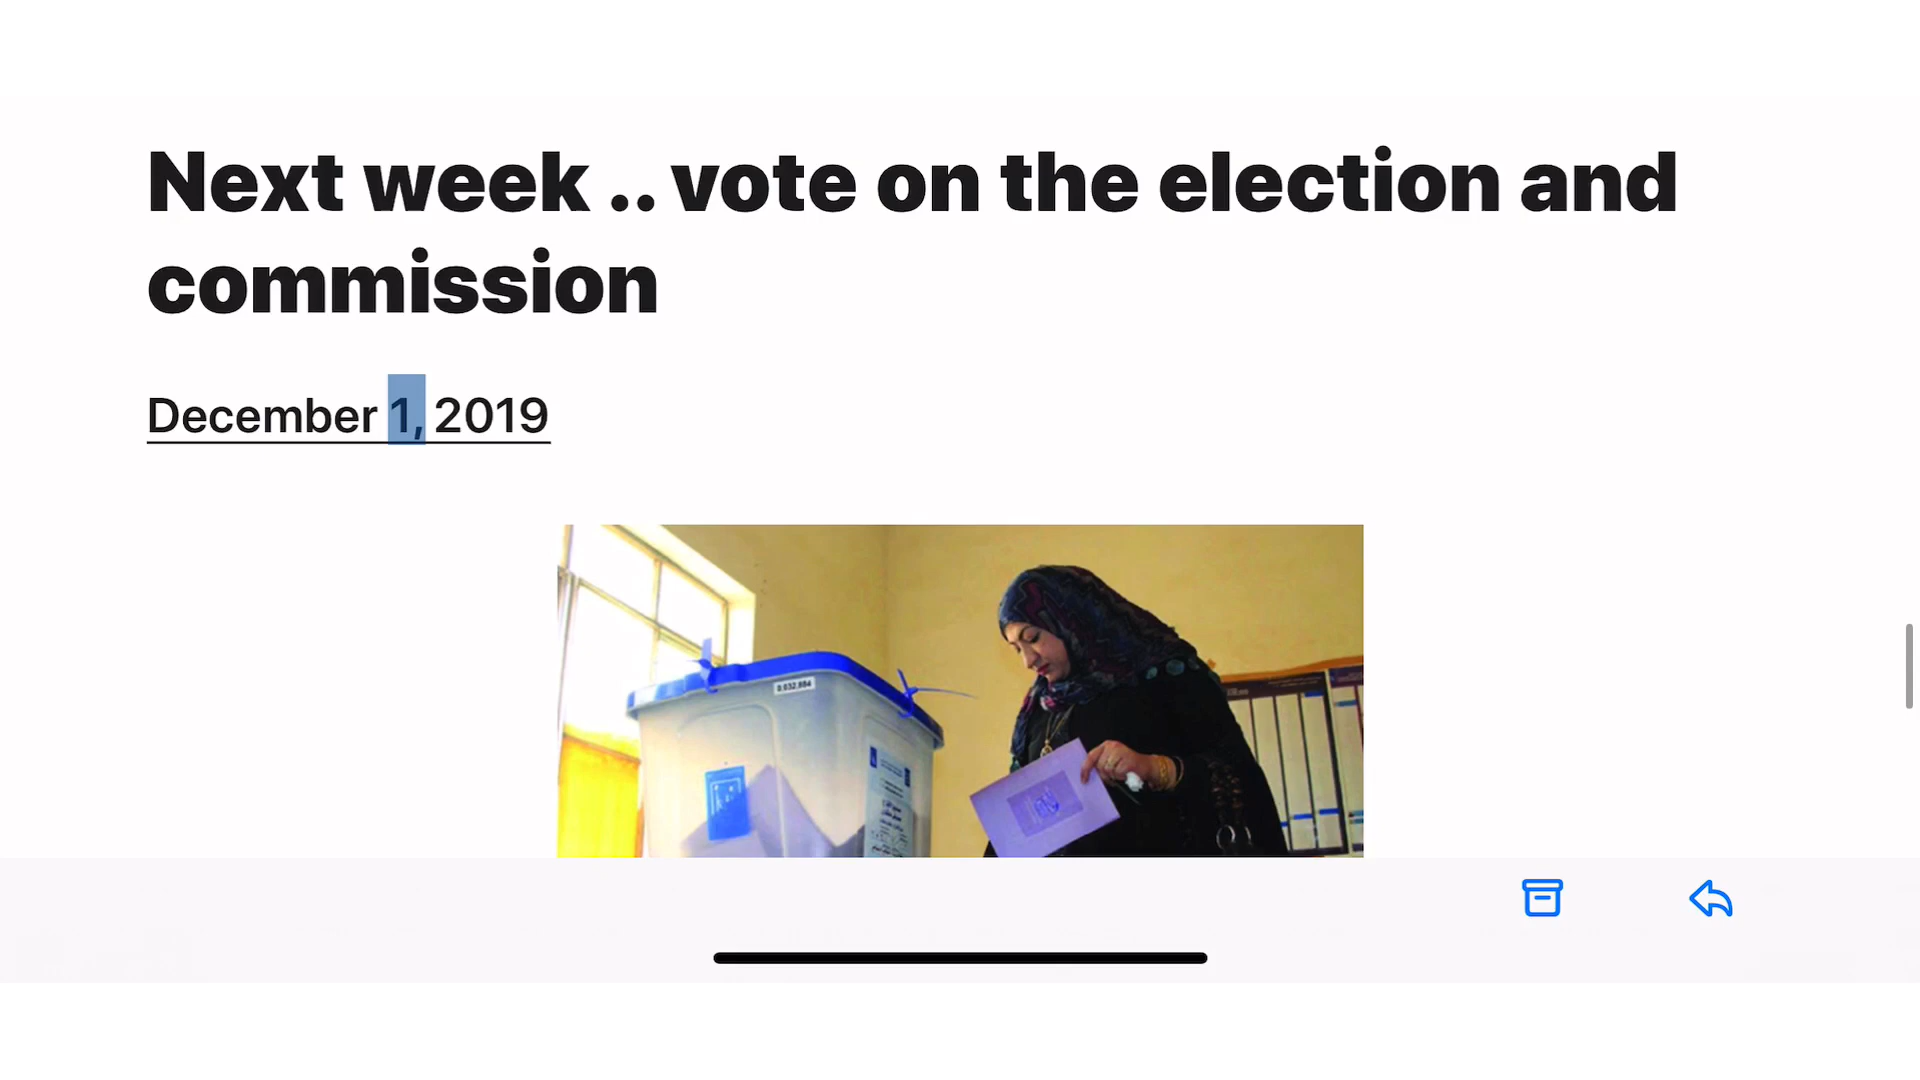 Next week .. vote on the election and
commission
December 1, 2019